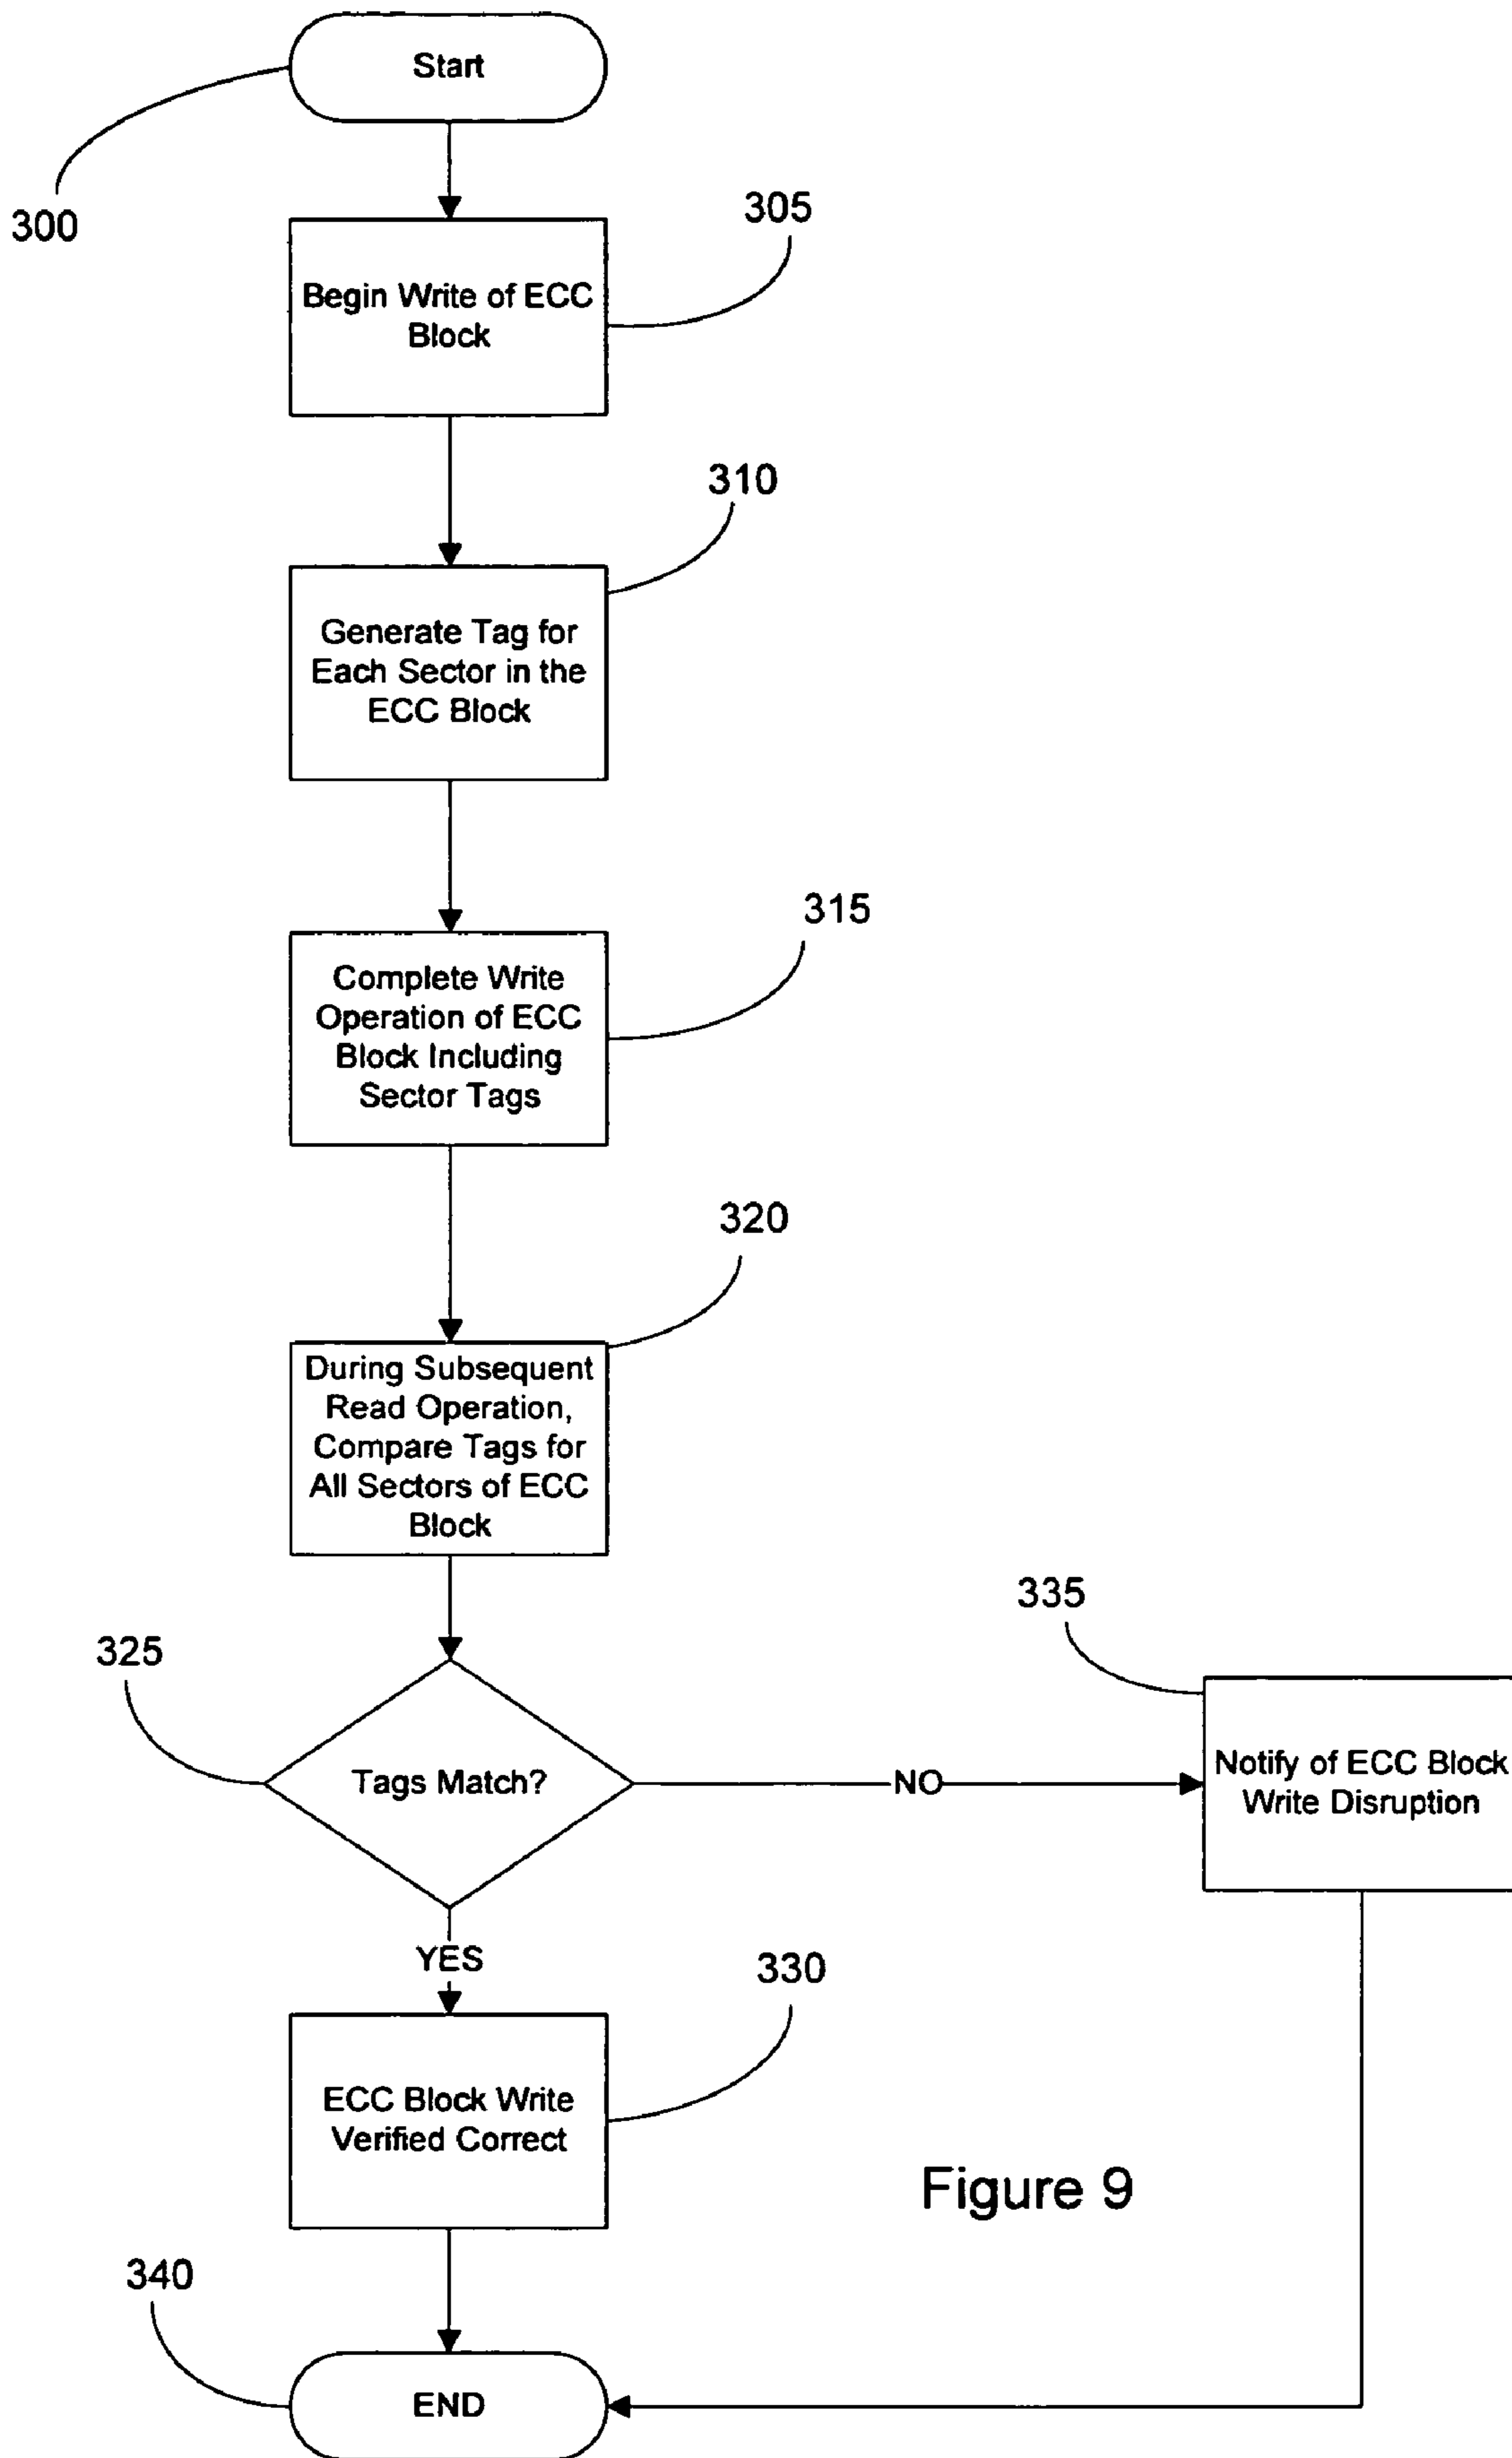 Start
300
305
Begin Write of ECC
Block
310
Generate Tag for
Each Sector in the
ECC Block
315
Complete Write
Operation of ECC
Block Including
Sector Tags
320
During Subsequent
Read Operation,
Compare Tags for
All Sectors of ECC
Block
335
325
Tags Match?
NO
Notify of ECC Block
Write Disruption
YES
330
ECC Block Write
Verified Correct
Figure 9
340
END